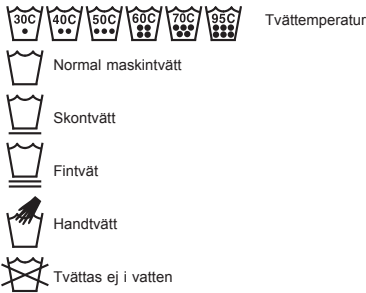 30C 40C 50C 60C 70C 95C Tvättemperatur
Normal maskintvätt
Skontvätt
Fintvät
Handtvätt
Tvättas ej i vatten